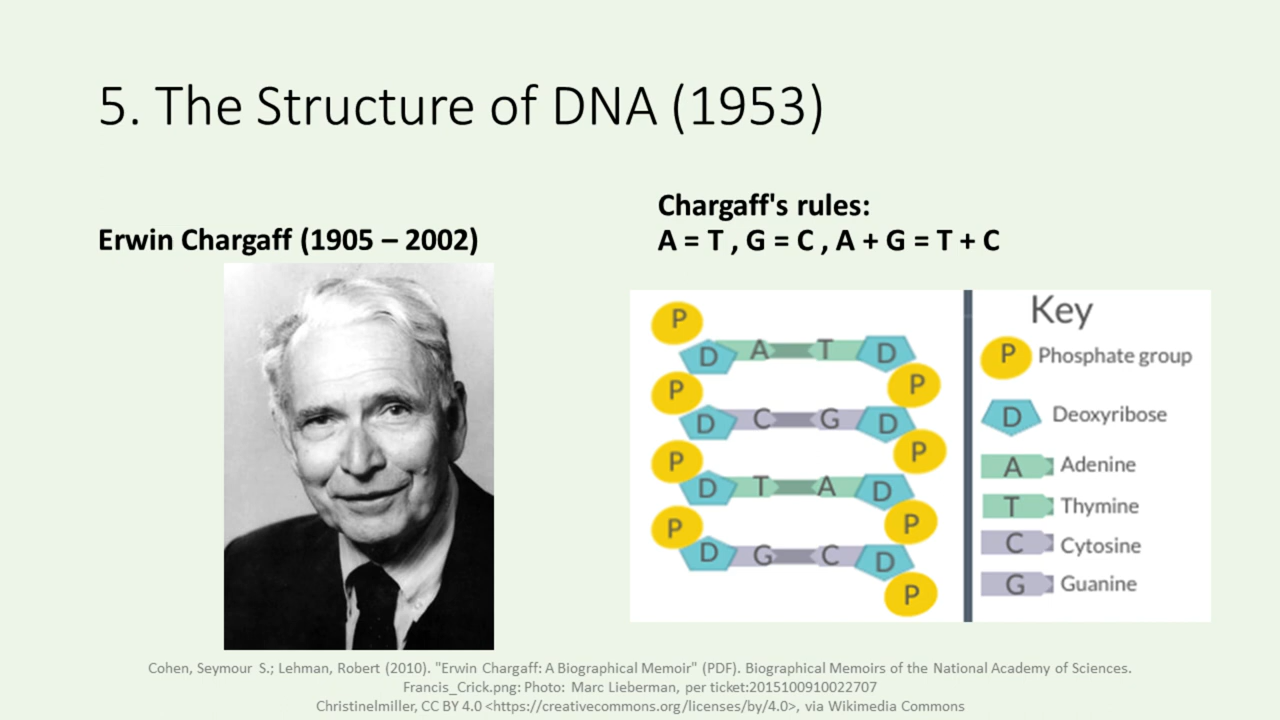 5. The Structure of DNA (1953)
Erwin Chargaff (1905 – 2002)
Chargaff's rules:
A = T , G = C , A + G = T + C
P
D A T D
P P
D C G D
P P
D T A D
P P
D G C D
P
Key
P Phosphate group
D Deoxyribose
A Adenine
T Thymine
C Cytosine
G Guanine
Cohen, Seymour S.; Lehman, Robert (2010). "Erwin Chargaff: A Biographical Memoir" (PDF). Biographical Memoirs of the National Academy of Sciences.
Francis_Crick.png: Photo: Marc Lieberman, per ticket:2015100910022707
Christinelmiller, CC BY 4.0 <https://creativecommons.org/licenses/by/4.0>, via Wikimedia Commons